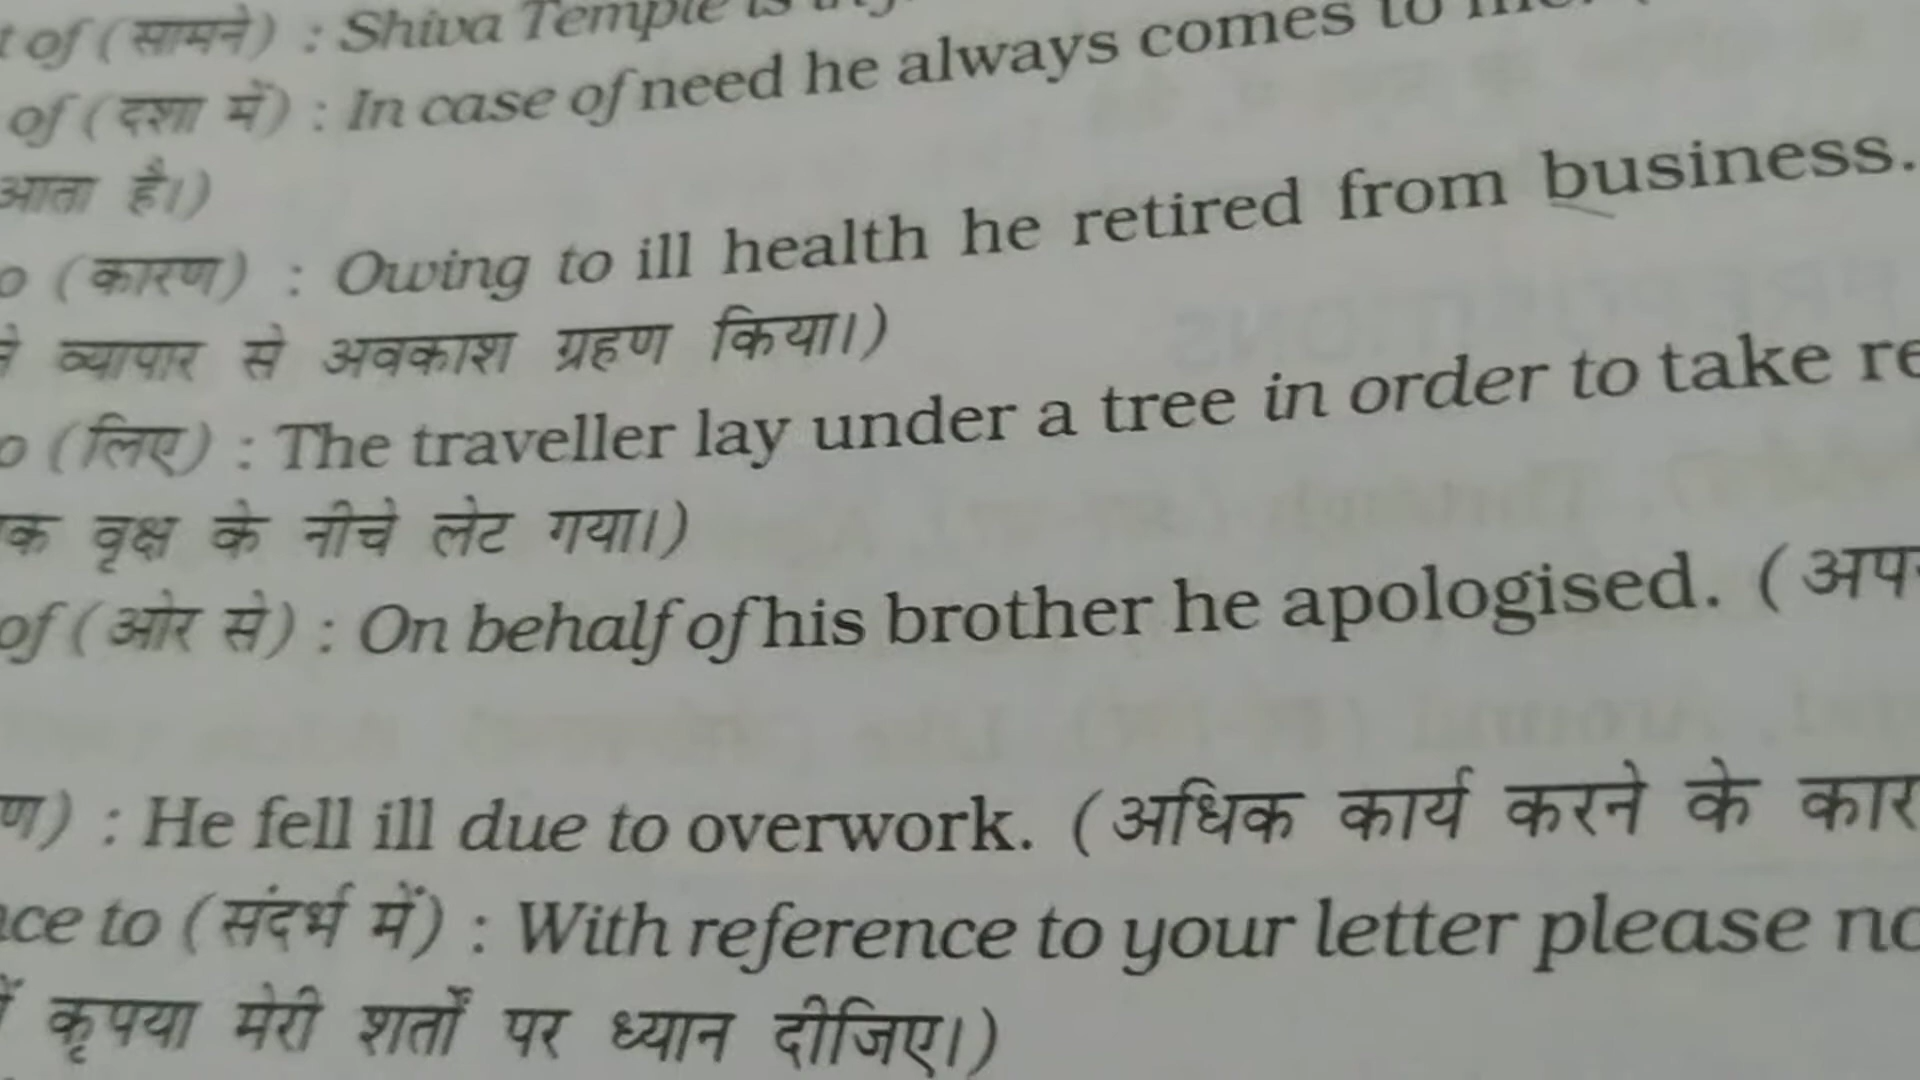 of (सामने) : Shiva Temple is
of (दशा में) : In case of need he always comes to
आता है।)
(कारण) : Owing to ill health he retired from business.
व्यापार से अवकाश ग्रहण किया।)
(लिए) : The traveller lay under a tree in order to take
वृक्ष के नीचे लेट गया।)
of (ओर से) : On behalf of his brother he apologised. (
) : He fell ill due to overwork. (अधिक कार्य करने के
to (संदर्भ में) : With reference to your letter please
कृपया मेरी शर्तों पर ध्यान दीजिए।)